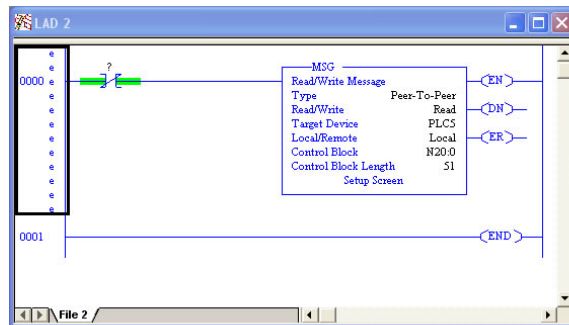 LAD 2
e
e
0000 e
e
e
e
e
e
e
e
e
?
MSG
Read/Write Message
Type Peer-To-Peer
Read/Write Read
Target Device PLC5
Local/Remote Local
Control Block N20:0
Control Block Length 51
Setup Screen
EN
DN
ER
0001
END
File 2